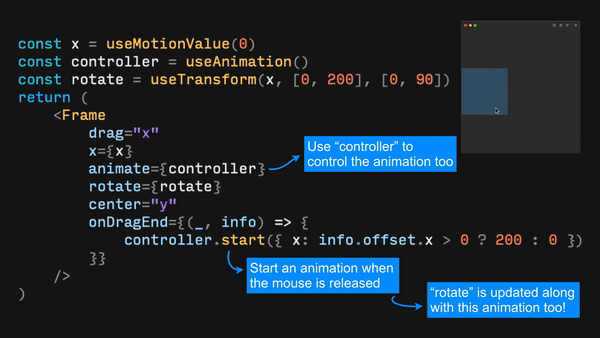 const x = useMotionValue(0)
const controller = useAnimation()
const rotate = useTransform(x, [0, 200], [0, 90])
return (
<Frame
drag="x"
x={x}
animate={controller}
rotate={rotate}
center="y"
onDragEnd={(_, info) => {
controller.start({ x: info.offset.x > 0 ? 200 : 0 })
}}
/>
)
Use “controller” to
control the animation too
Start an animation when
the mouse is released
“rotate” is updated along
with this animation too!